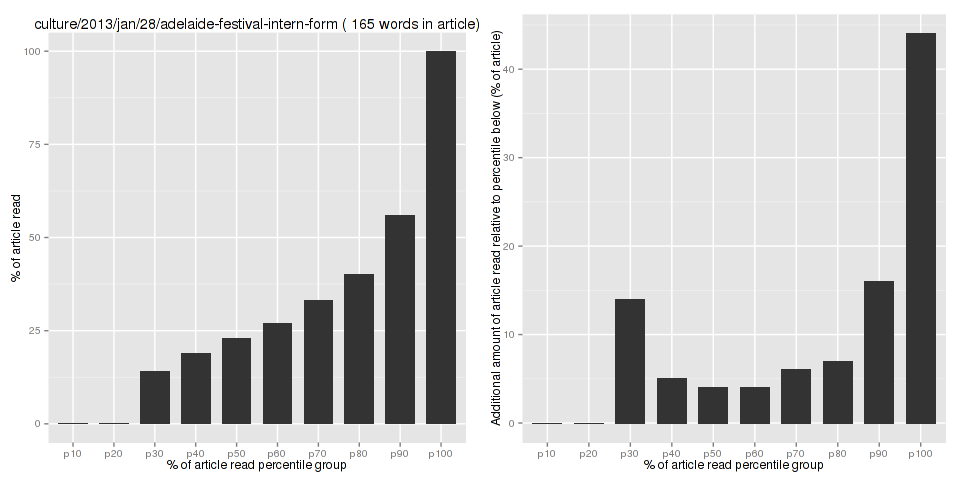 culture/2013/jan/28/adelaide-festival-intern-form ( 165 words in article)
% of article read
100
75
50
25
0
p10 p20 p30 p40 p50 p60 p70 p80 p90 p100
% of article read percentile group
Additional amount of article read relative to percentile below (% of article)
40
30
20
10
0
p10 p20 p30 p40 p50 p60 p70 p80 p90 p100
% of article read percentile group